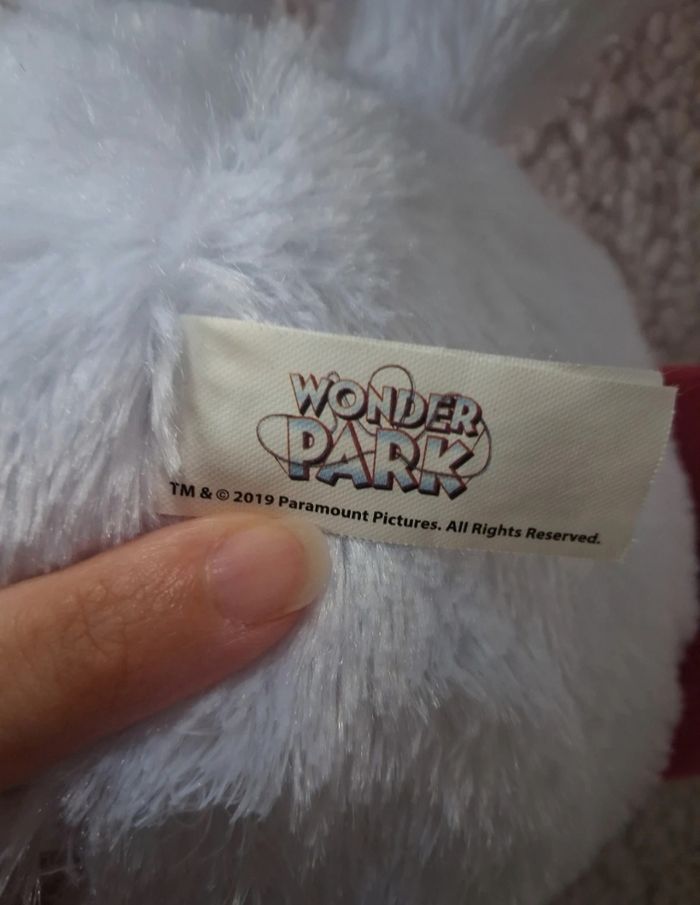 WONDER
PARK
TM & © 2019 Paramount Pictures. All Rights Reserved.